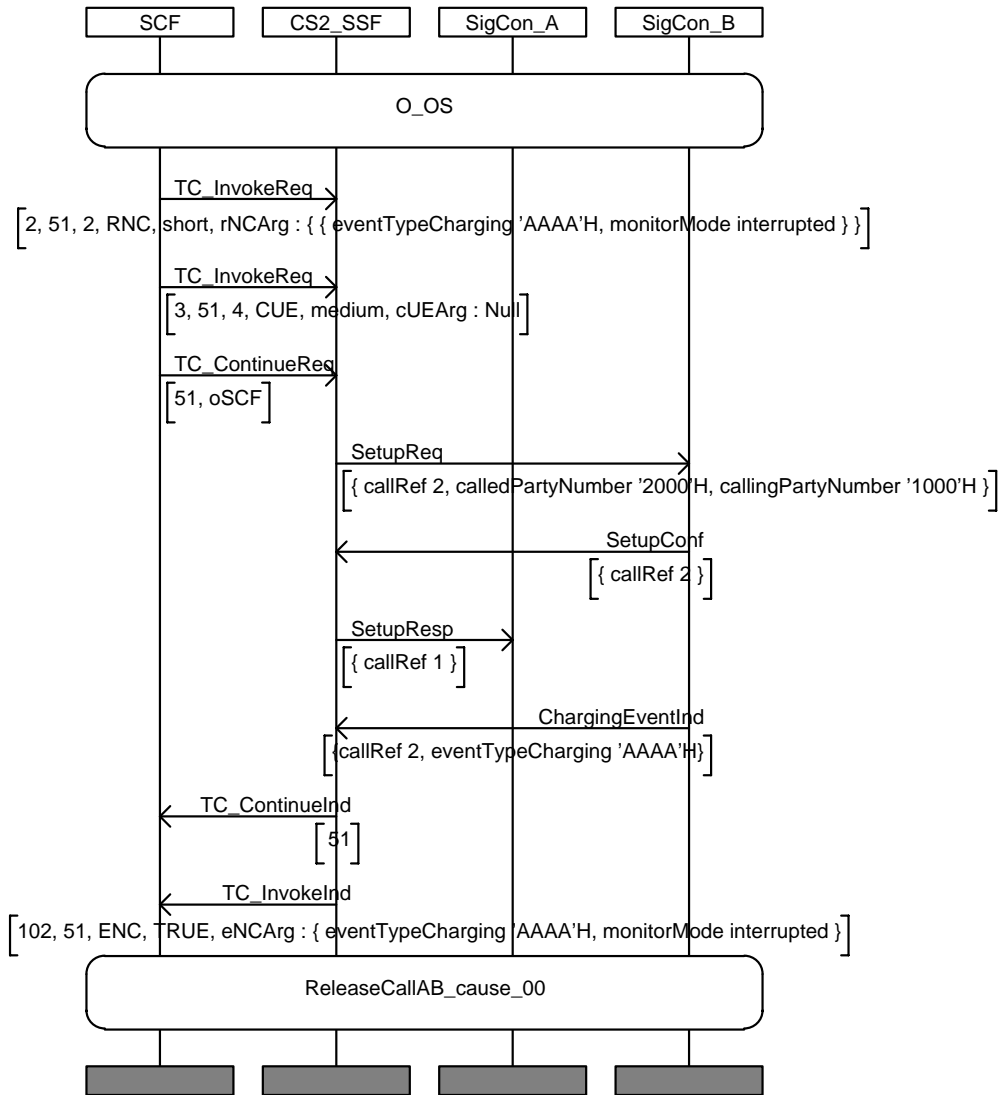 SCF CS2_SSF SigCon_A SigCon_B
O_OS
TC_InvokeReq
2, 51, 2, RNC, short, rNCArg : { { eventTypeCharging 'AAAA'H, monitorMode interrupted } }
TC_InvokeReq
3, 51, 4, CUE, medium, cUEArg : Null
TC_ContinueReq
51, oSCF
SetupReq
{ callRef 2, calledPartyNumber '2000'H, callingPartyNumber '1000'H }
SetupConf
{ callRef 2 }
SetupResp
{ callRef 1 }
ChargingEventInd
{callRef 2, eventTypeCharging 'AAAA'H}
TC_ContinueInd
51
TC_InvokeInd
102, 51, ENC, TRUE, eNCArg : { eventTypeCharging 'AAAA'H, monitorMode interrupted }
ReleaseCallAB_cause_00